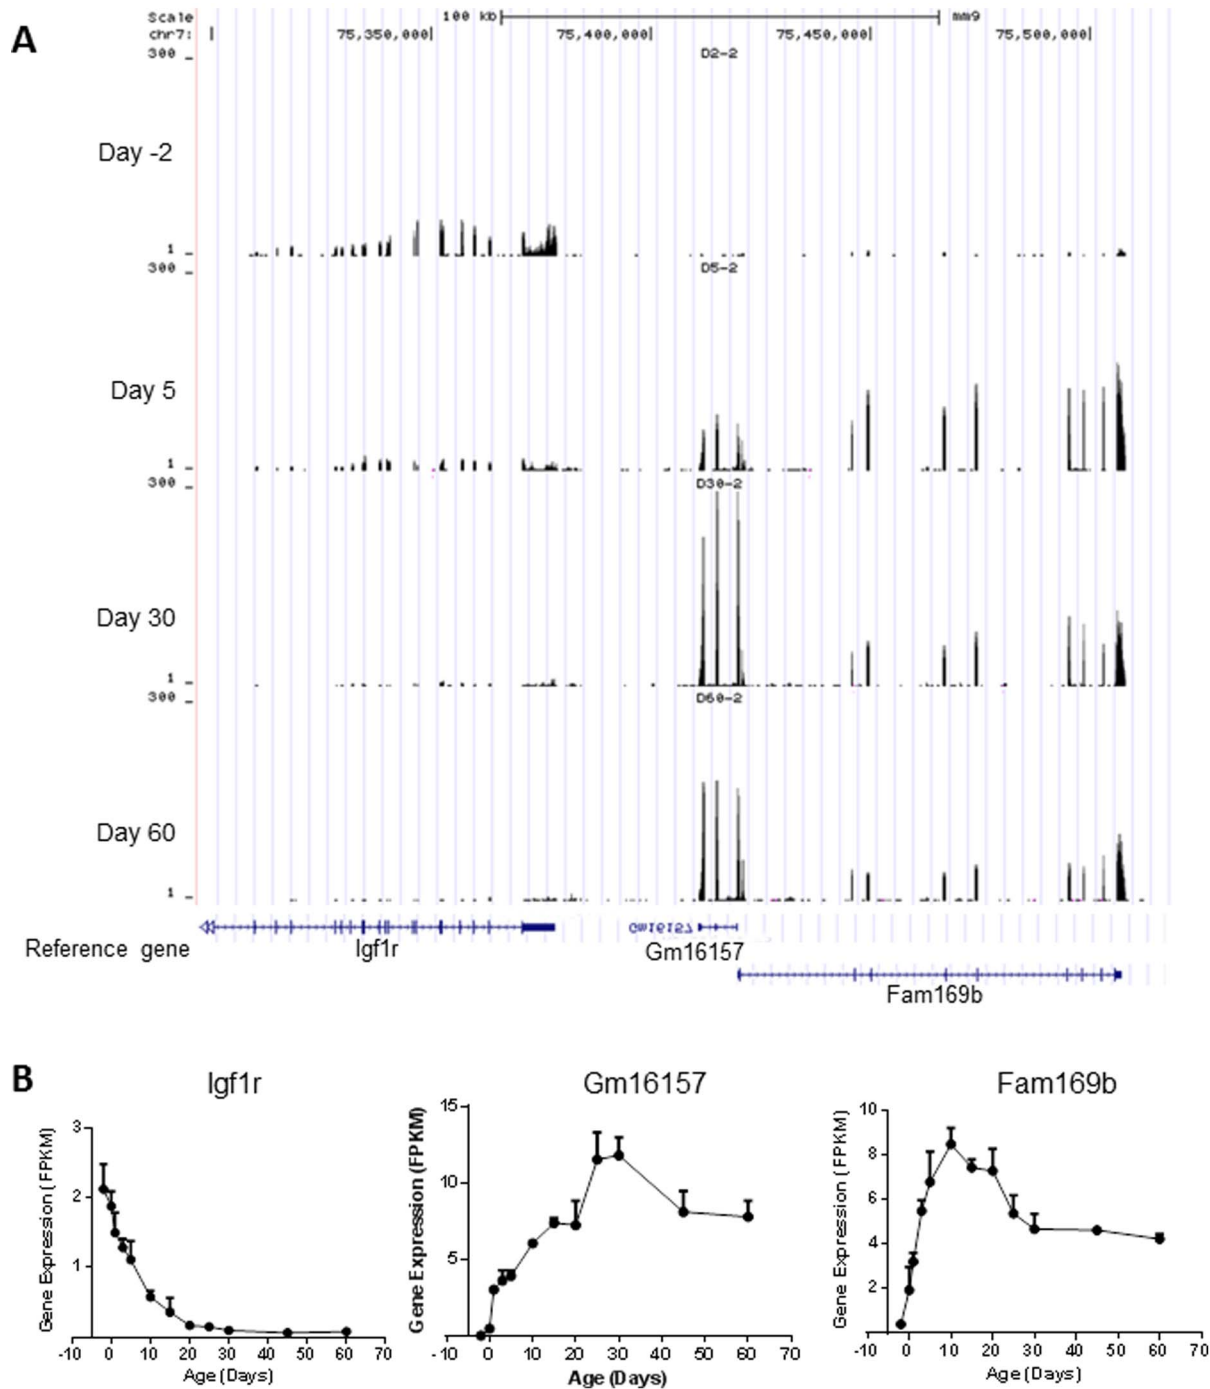 A
Scale 100 kb mm9
chr7: 75,350,000 75,400,000 75,450,000 75,500,000
300 D2-2
Day -2
1
300 D5-2
Day 5
1
300 D30-2
Day 30
1
300 D60-2
Day 60
1
Gm16157
Reference gene Igf1r Gm16157
Fam169b
B
Igf1r
Gene Expression (FPKM)
3
2
1
-10 0 10 20 30 40 50 60 70
Age (Days)
Gm16157
Gene Expression (FPKM)
15
10
5
-10 0 10 20 30 40 50 60 70
Age (Days)
Fam169b
Gene Expression (FPKM)
10
8
6
4
2
-10 0 10 20 30 40 50 60 70
Age (Days)